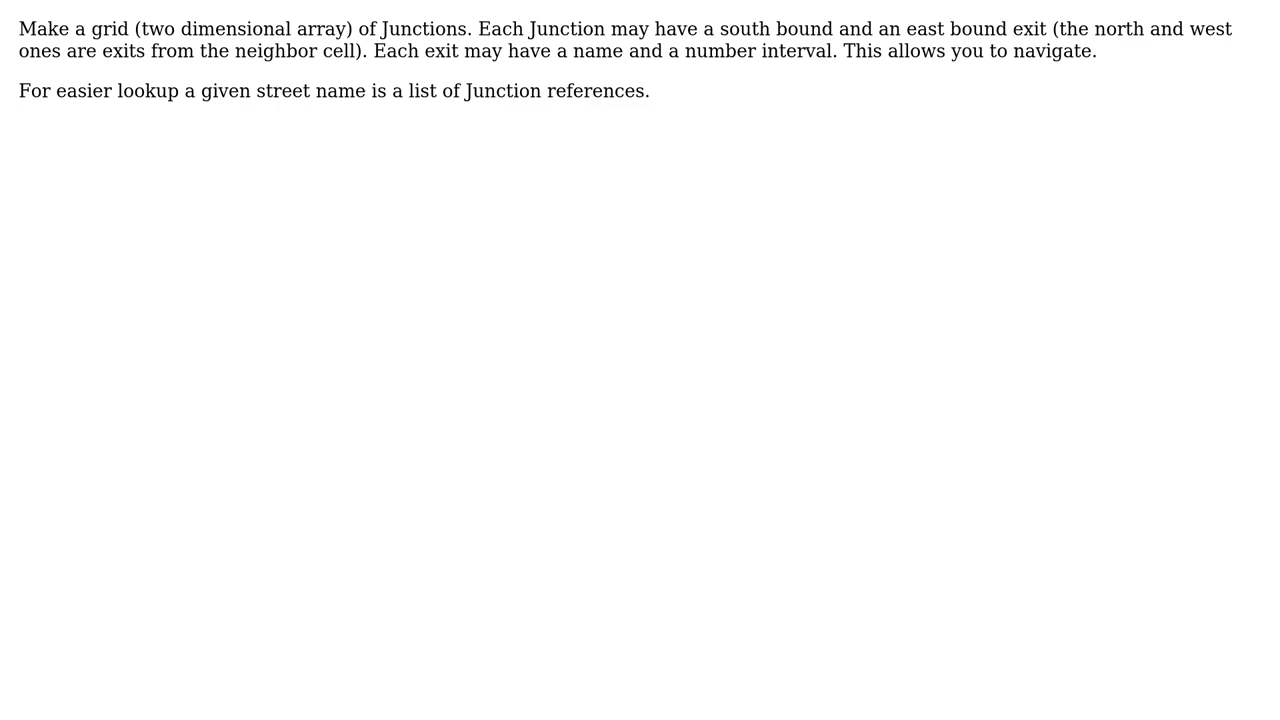 Make a grid (two dimensional array) of Junctions. Each Junction may have a south bound and an east bound exit (the north and west
ones are exits from the neighbor cell). Each exit may have a name and a number interval. This allows you to navigate.
For easier lookup a given street name is a list of Junction references.